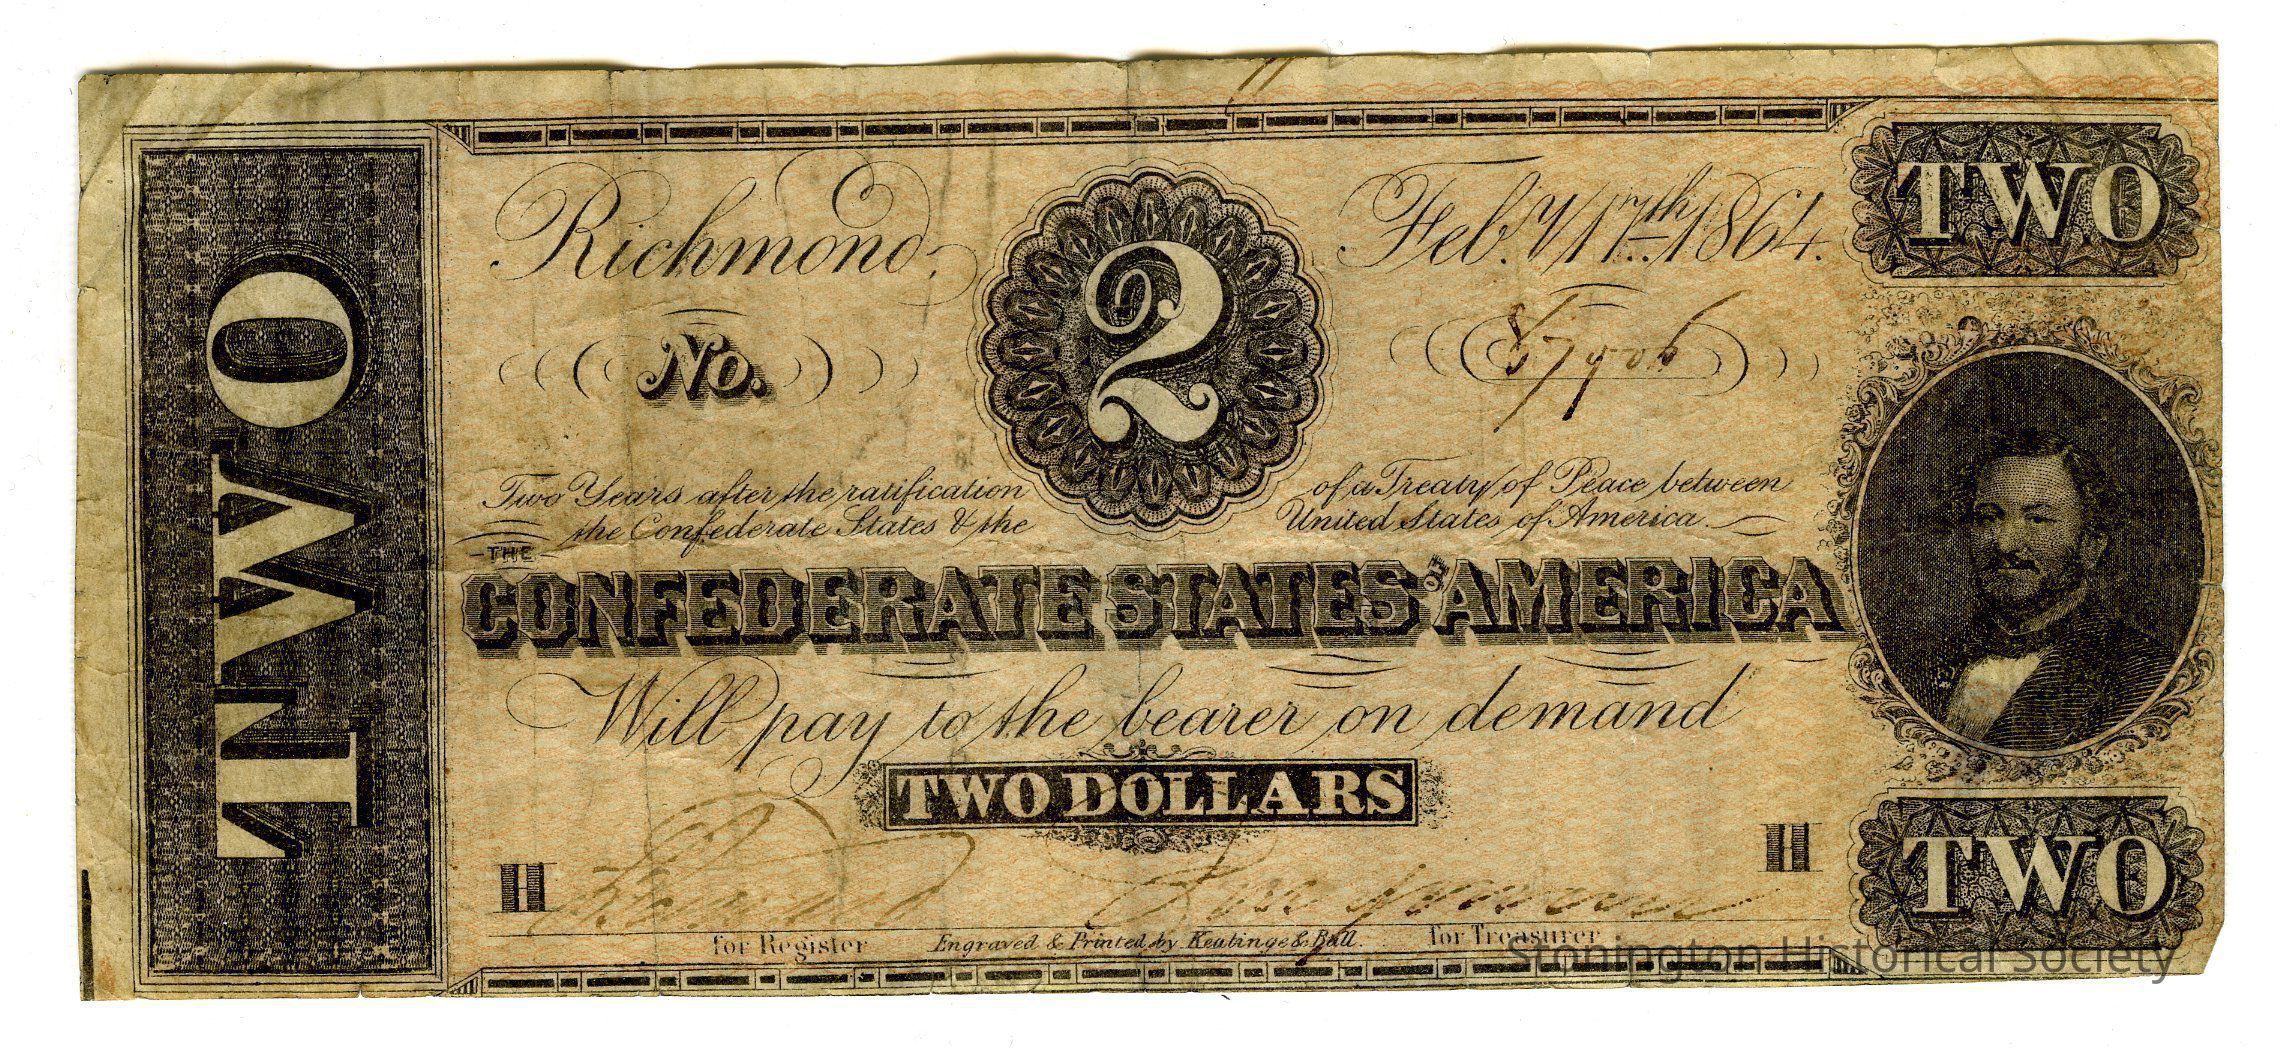 TWO
Richmond. 2 Feb.y 17th 1864.
TWO
No. 87906
Two Years after the ratification of a Treaty of Peace between
the Confederate States & the United States of America.
THE
CONFEDERATE STATES OF AMERICA
Will pay to the bearer on demand
TWO DOLLARS
H H
TWO
for Register Engraved & Printed by Keatinge & Ball. for Treasurer
Stonington Historical Society